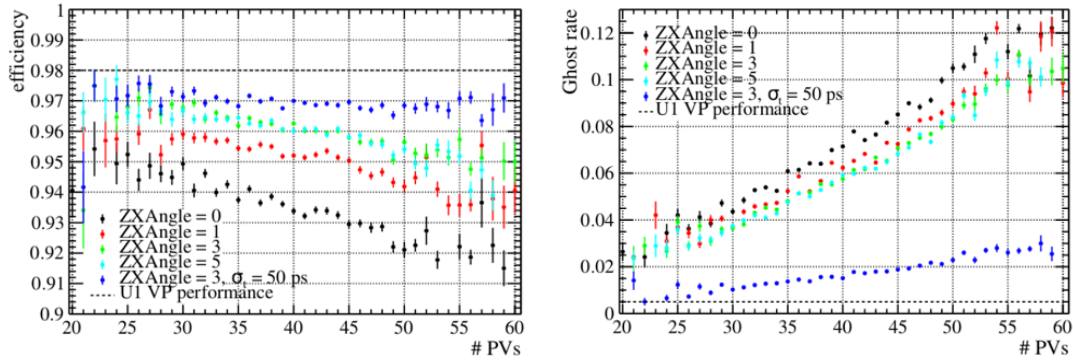 efficiency
1
0.99
0.98
0.97
0.96
0.95
0.94
0.93
0.92
0.91
0.9
ZXAngle = 0
ZXAngle = 1
ZXAngle = 3
ZXAngle = 5
ZXAngle = 3, σt = 50 ps
U1 VP performance
20 25 30 35 40 45 50 55 60
# PVs
Ghost rate
0.12
0.1
0.08
0.06
0.04
0.02
ZXAngle = 0
ZXAngle = 1
ZXAngle = 3
ZXAngle = 5
ZXAngle = 3, σt = 50 ps
U1 VP performance
20 25 30 35 40 45 50 55 60
# PVs